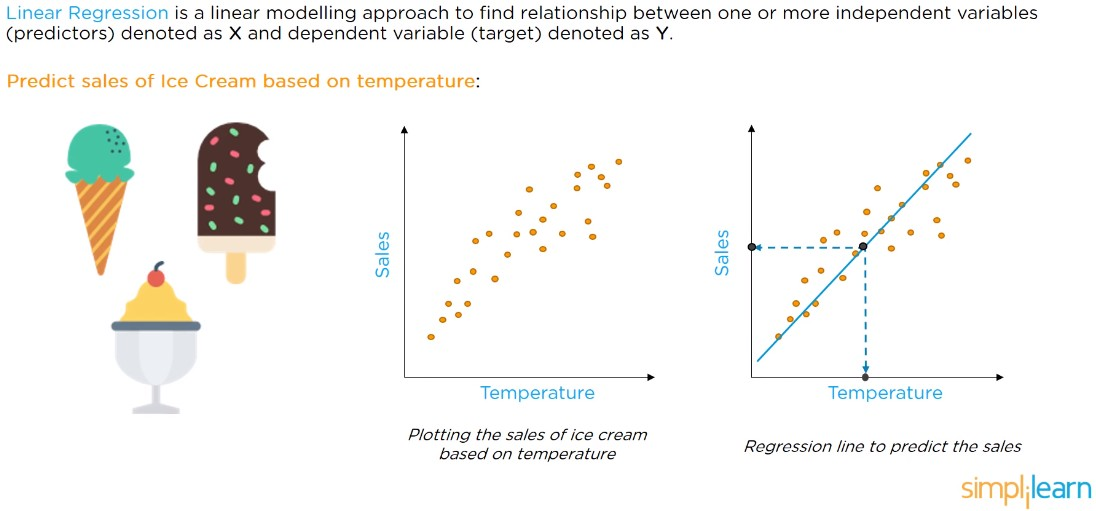 Linear Regression is a linear modelling approach to find relationship between one or more independent variables
(predictors) denoted as X and dependent variable (target) denoted as Y.
Predict sales of Ice Cream based on temperature:
Sales
Temperature
Plotting the sales of ice cream
based on temperature
Sales
Temperature
Regression line to predict the sales
simplilearn